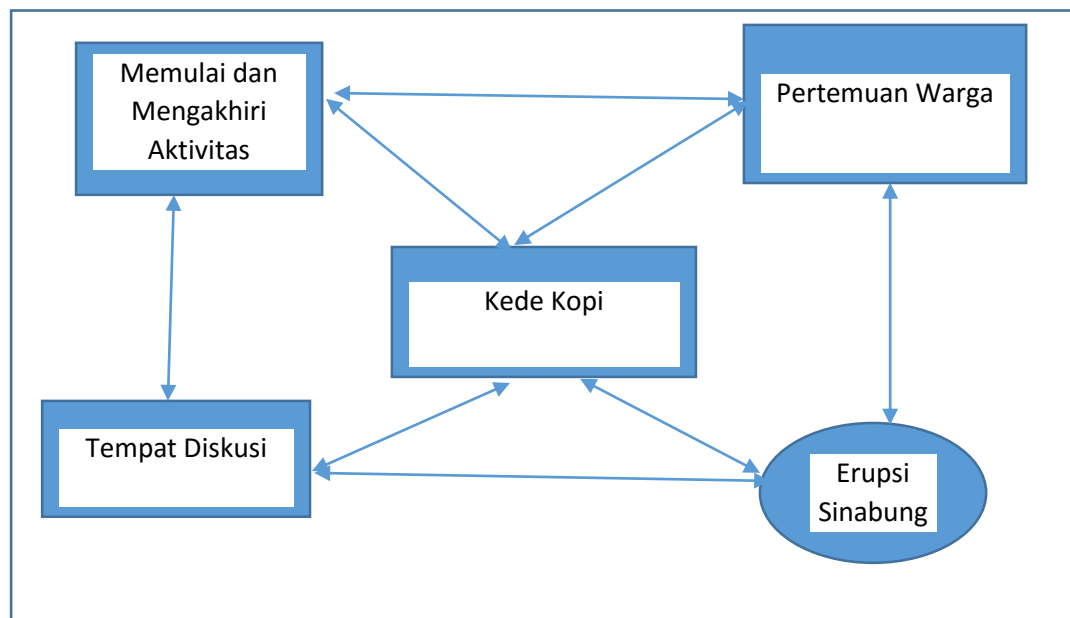 Memulai dan
Mengakhiri
Aktivitas
Pertemuan Warga
Kede Kopi
Tempat Diskusi
Erupsi
Sinabung